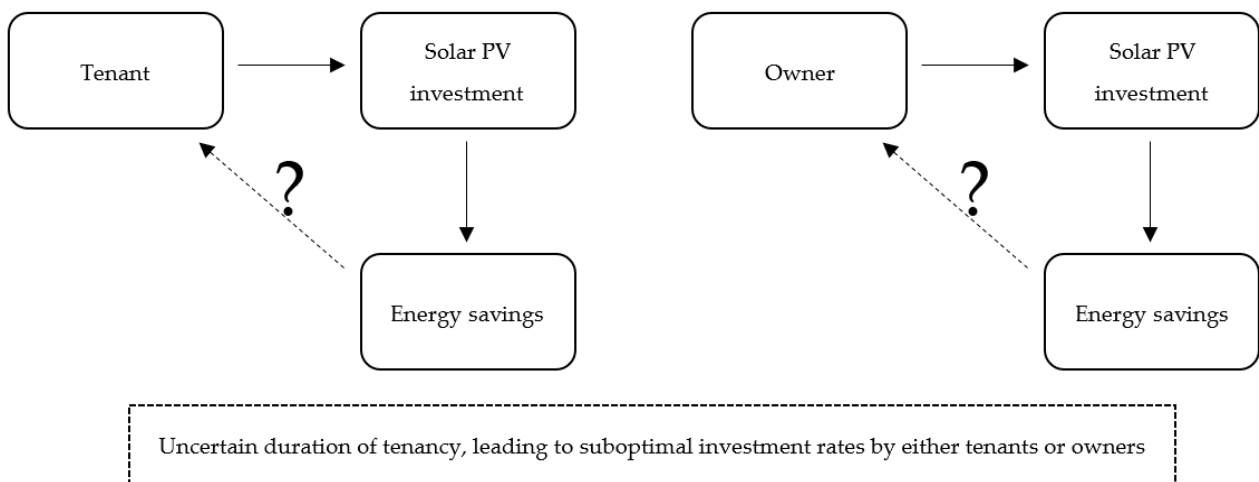 Tenant
Solar PV
investment
?
Energy savings
Owner
Solar PV
investment
?
Energy savings
Uncertain duration of tenancy, leading to suboptimal investment rates by either tenants or owners